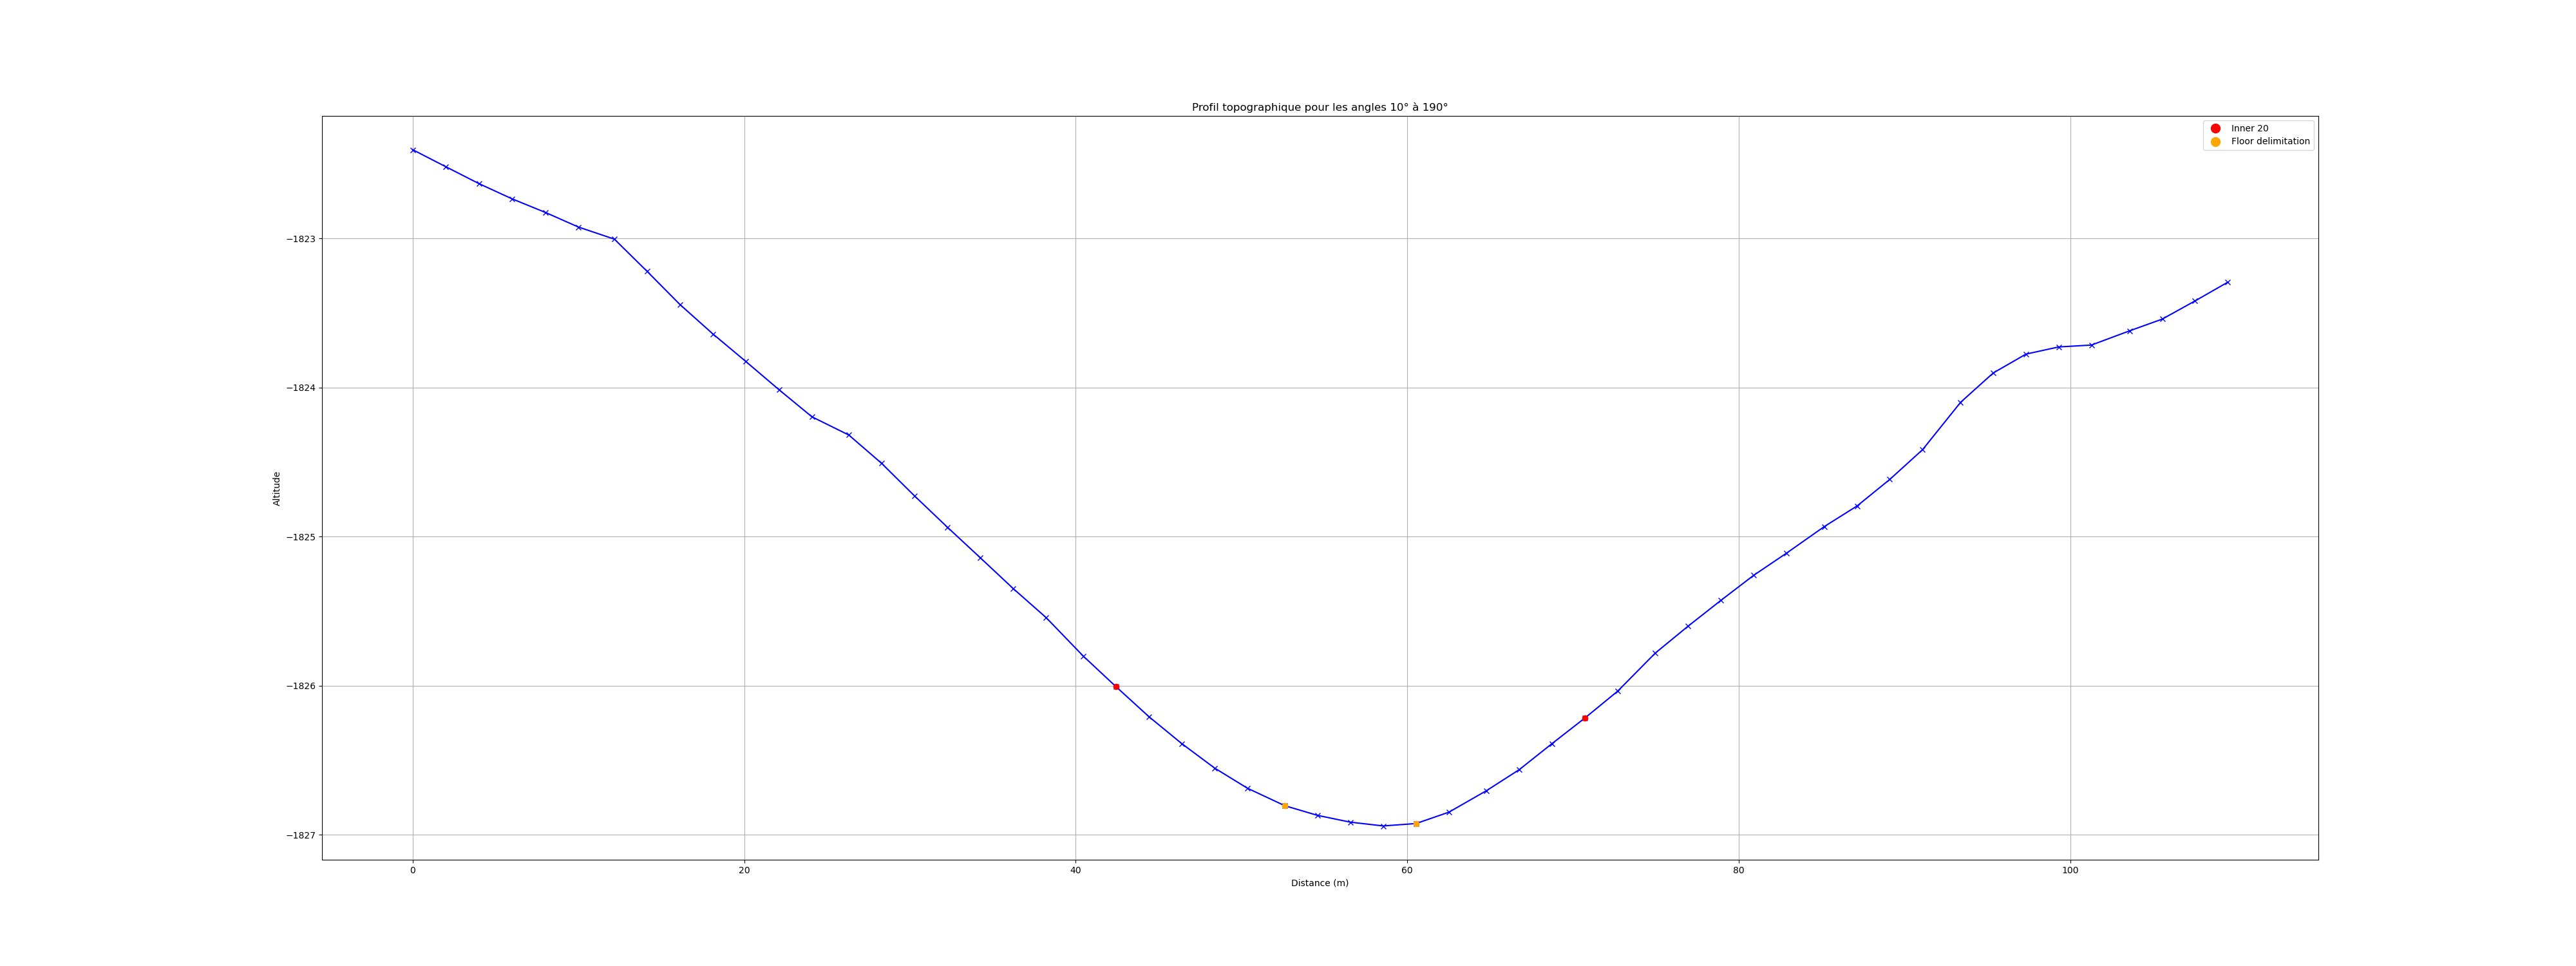 Profil topographique pour les angles 10° à 190°
Inner 20
Floor delimitation
Altitude
−1823
−1824
−1825
−1826
−1827
0 20 40 60 80 100
Distance (m)